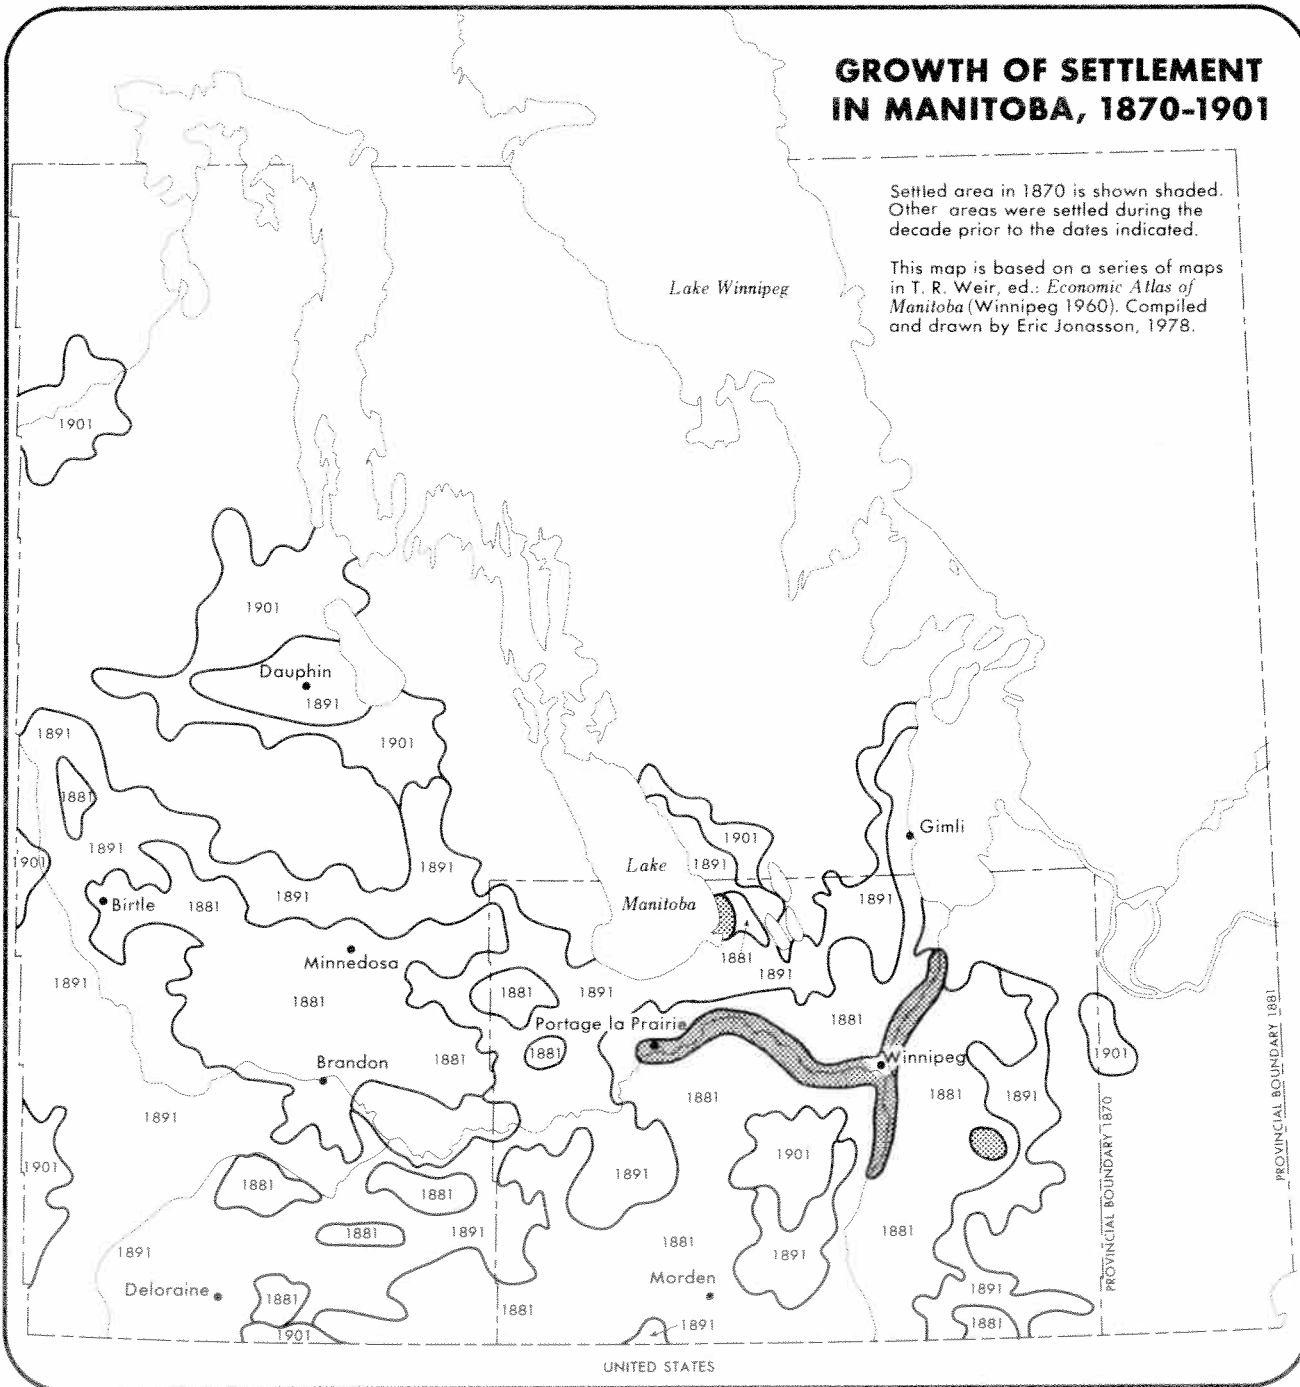 GROWTH OF SETTLEMENT
IN MANITOBA, 1870-1901
Settled area in 1870 is shown shaded.
Other areas were settled during the
decade prior to the dates indicated.
This map is based on a series of maps
in T. R. Weir, ed.: Economic Atlas of
Manitoba (Winnipeg 1960). Compiled
and drawn by Eric Jonasson, 1978.
Lake Winnipeg
1901
1901
Dauphin
1891
1891
1901
1881
Gimli
1901
1891
1901
1891
1891
Lake
1891
1881
1891
Birtle
Manitoba
1891
Minnedosa
1881
1891
1891
1881
1891
1881
Portage la Prairie
1881
1881
1881
Winnipeg
1901
Brandon
1881
1881
1891
1891
1901
1901
1891
1881
1881
1881
1891
1881
1881
1891
1891
Deloraine
Morden
1891
1881
1881
1891
1881
1901
PROVINCIAL BOUNDARY 1870
PROVINCIAL BOUNDARY 1881
UNITED STATES